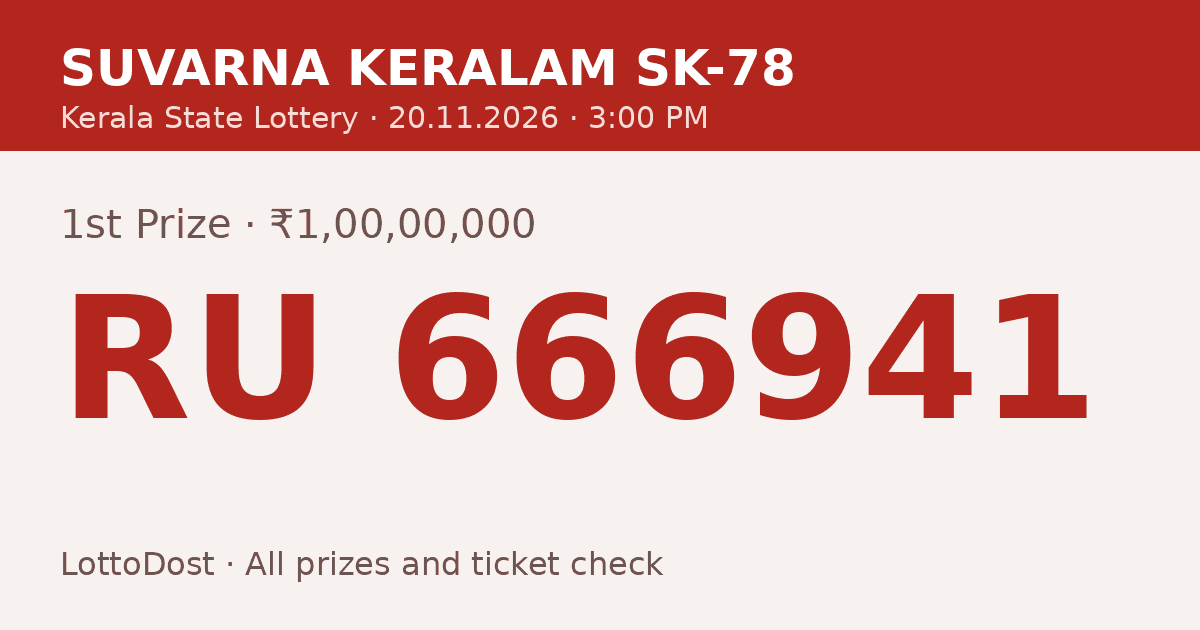 SUVARNA KERALAM SK-78
Kerala State Lottery · 20.11.2026 · 3:00 PM
1st Prize · ₹1,00,00,000
RU 666941
LottoDost · All prizes and ticket check